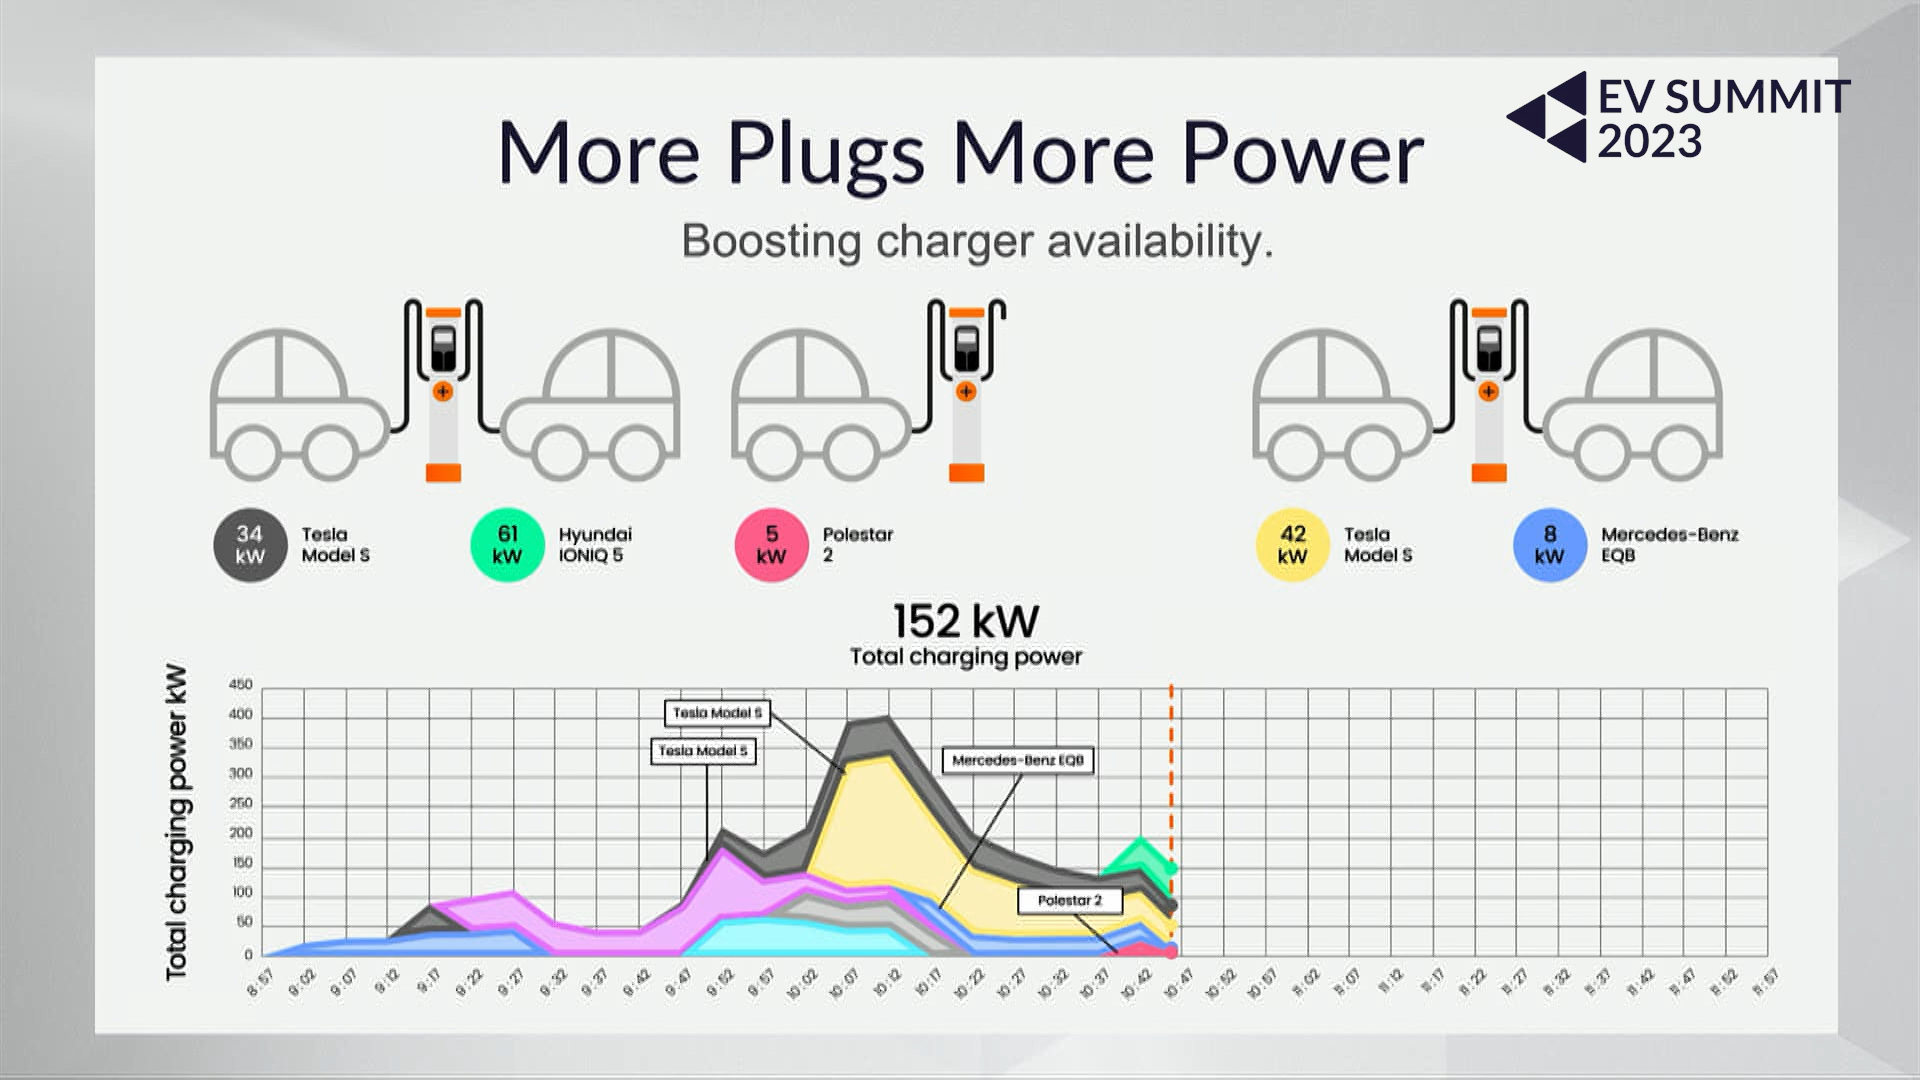 EV SUMMIT
2023
More Plugs More Power
Boosting charger availability.
34
kW
Tesla
Model S
61
kW
Hyundai
IONIQ 5
5
kW
Polestar
2
42
kW
Tesla
Model S
8
kW
Mercedes-Benz
EQB
152 kW
Total charging power
Total charging power kW
450
400
350
300
250
200
150
100
50
0
Tesla Model S
Tesla Model S
Mercedes-Benz EQB
Polestar 2
8:57 9:02 9:07 9:12 9:17 9:22 9:27 9:32 9:37 9:42 9:47 9:52 9:57 10:02 10:07 10:12 10:17 10:22 10:27 10:32 10:37 10:42 10:47 10:52 10:57 11:02 11:07 11:12 11:17 11:22 11:27 11:32 11:37 11:42 11:47 11:52 11:57